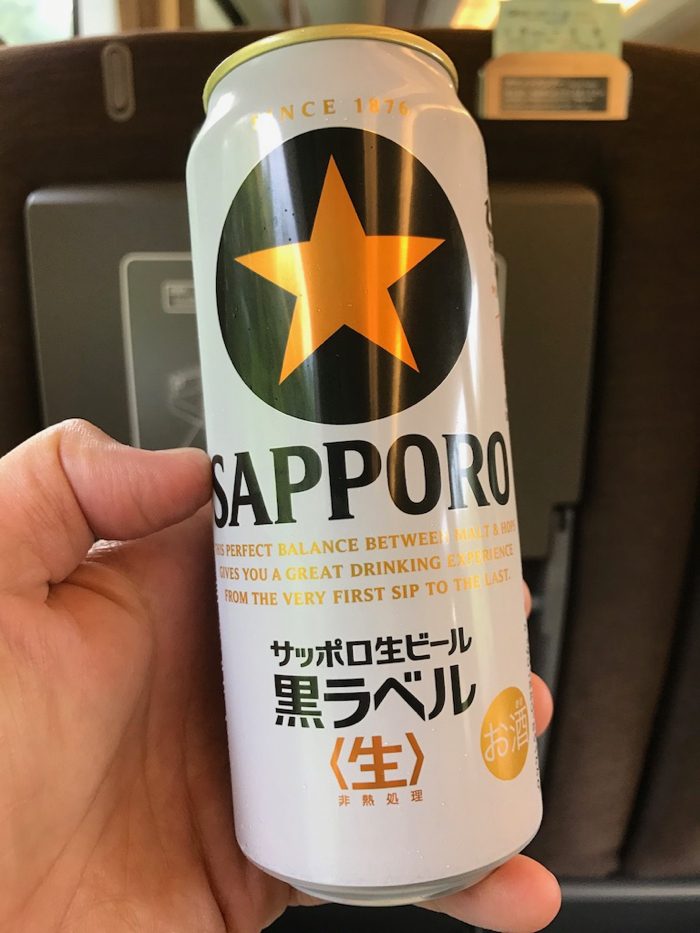 SINCE 1876
SAPPORO
THIS PERFECT BALANCE BETWEEN MALT & HOPS
GIVES YOU A GREAT DRINKING EXPERIENCE
FROM THE VERY FIRST SIP TO THE LAST.
サッポロ生ビール
黒ラベル
〈生〉
非熱処理
お酒